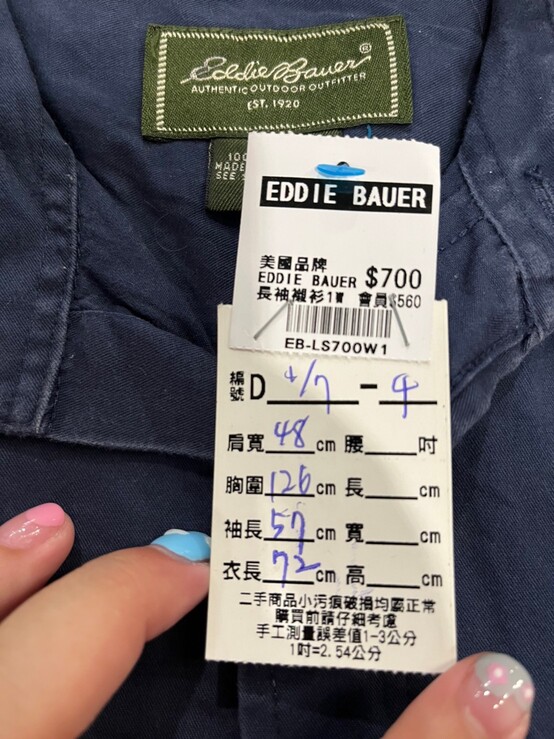 Eddie Bauer®
AUTHENTIC OUTDOOR OUTFITTER
EST. 1920
100
MADE
SEE
EDDIE BAUER
美國品牌
EDDIE BAUER $700
長袖襯衫1W 會員$560
EB-LS700W1
編號D 4/7 - 4
肩寬 48 cm 腰 吋
胸圍 126 cm 長 cm
袖長 57 cm 寬 cm
衣長 72 cm 高 cm
二手商品小污痕破損均屬正常
購買前請仔細考慮
手工測量誤差值1-3公分
1吋=2.54公分